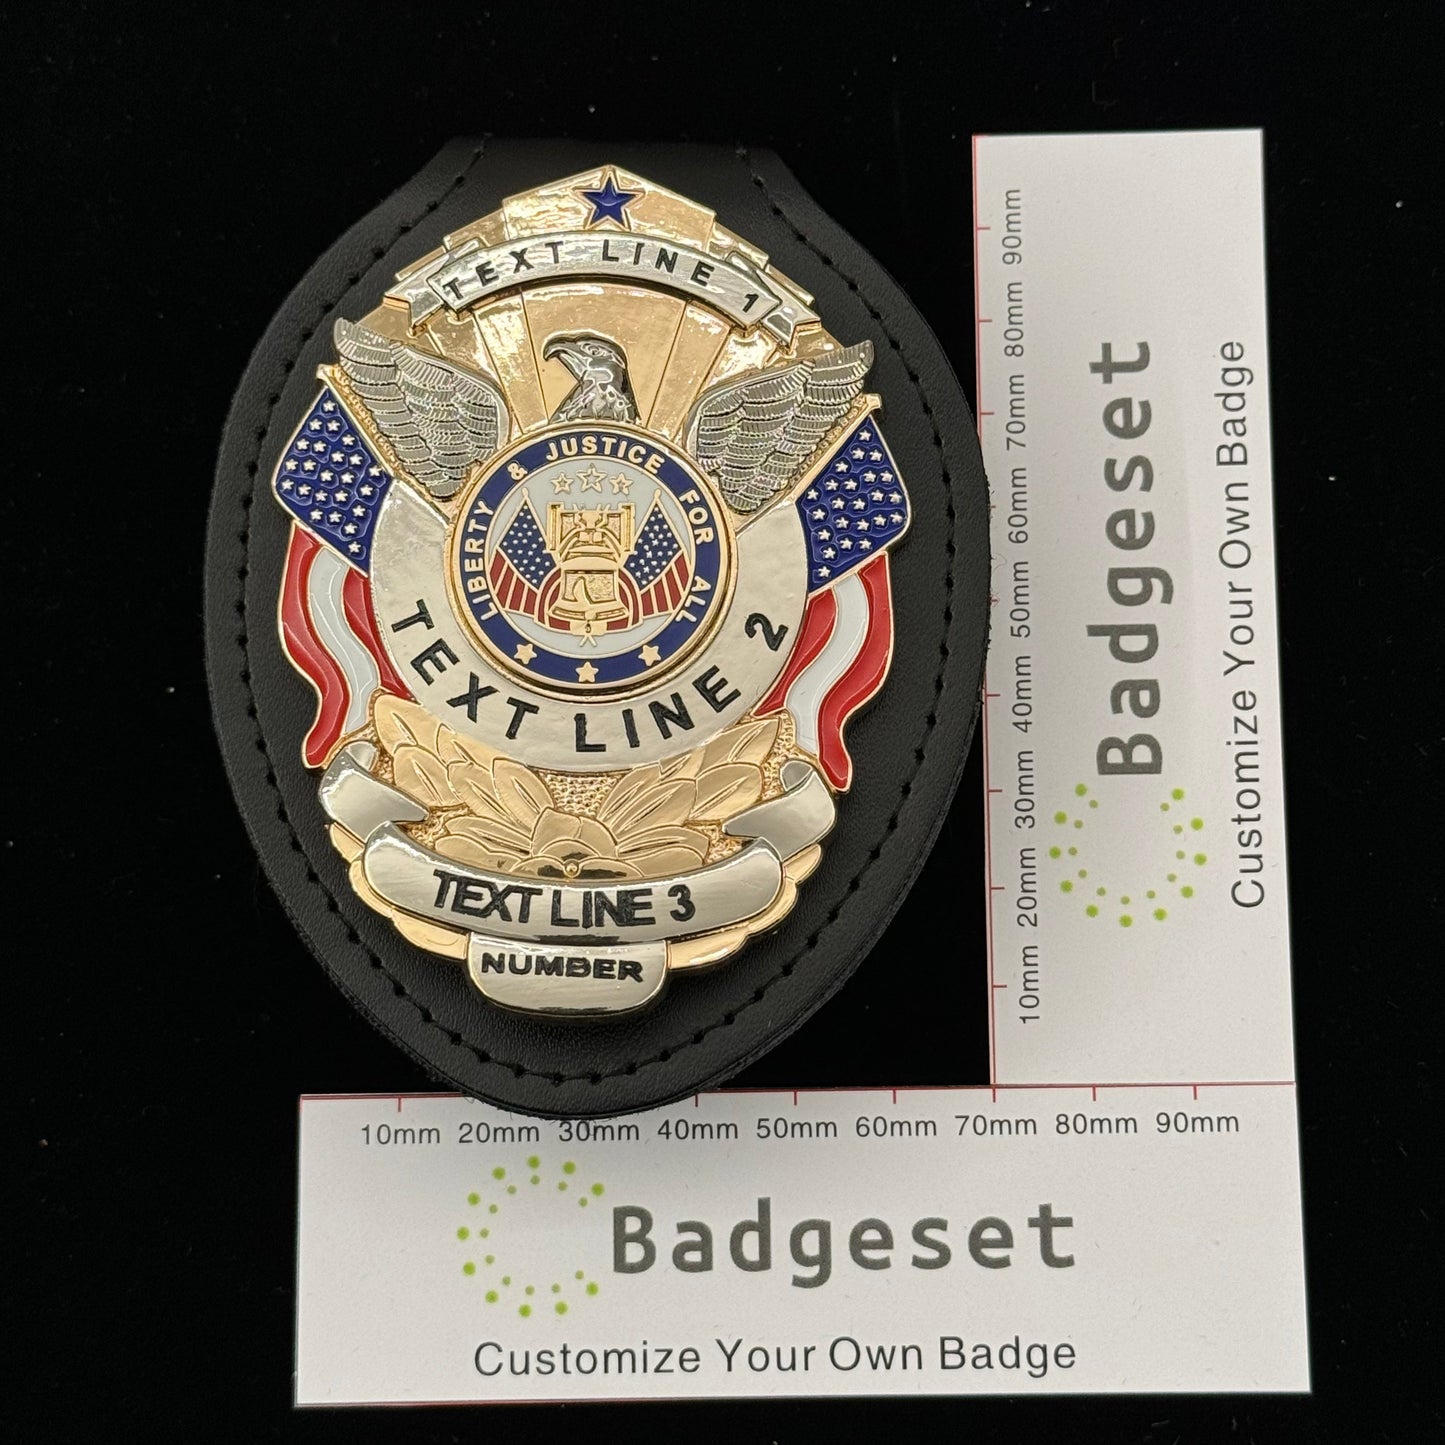 TEXT LINE 1
LIBERTY & JUSTICE FOR ALL
TEXT LINE 2
TEXT LINE 3
NUMBER
90mm
80mm
70mm
60mm
50mm
40mm
30mm
20mm
10mm
Badgeset
Customize Your Own Badge
10mm 20mm 30mm 40mm 50mm 60mm 70mm 80mm 90mm
Badgeset
Customize Your Own Badge